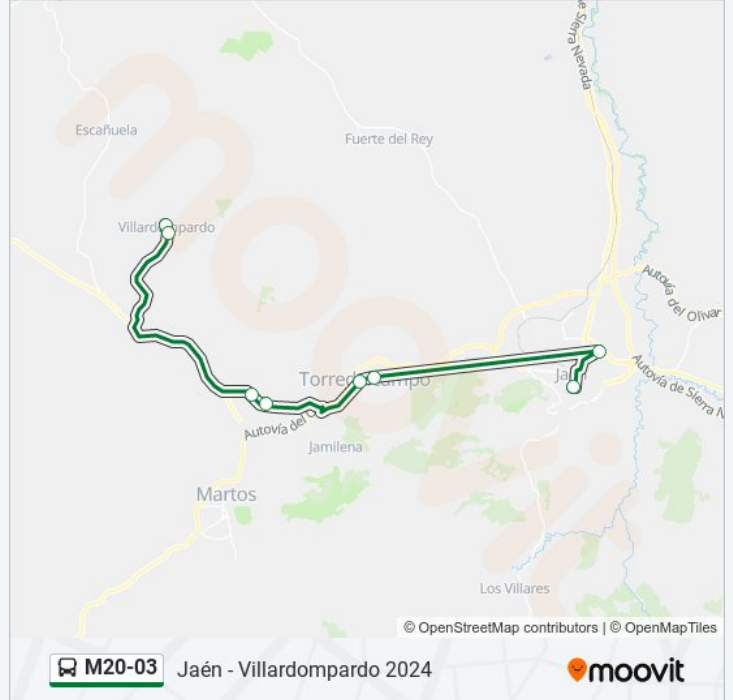 de Sierra Nevada
Escañuela
Fuerte del Rey
Villardompardo
Autovía del Olivar
Torredelcampo
Jaén
Autovía de Sierra N
Autovía del O
Jamilena
Martos
Los Villares
© OpenStreetMap contributors | © OpenMapTiles
M20-03 Jaén - Villardompardo 2024 moovit